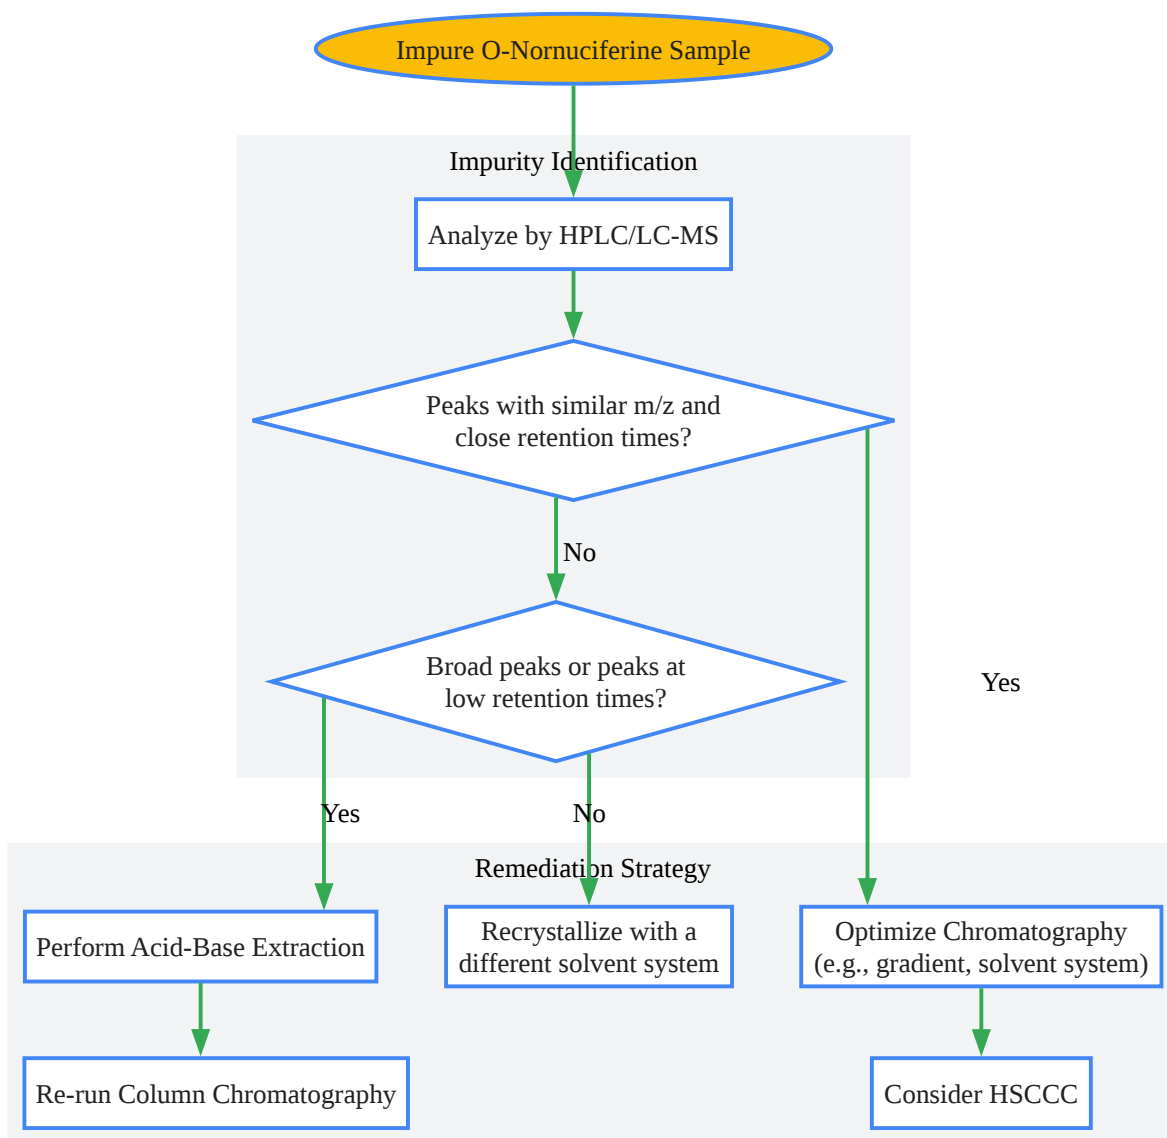 Impure O-Nornuciferine Sample
Impurity Identification
Analyze by HPLC/LC-MS
Peaks with similar m/z and
close retention times?
No
Broad peaks or peaks at
low retention times?
Yes
Yes
No
Remediation Strategy
Perform Acid-Base Extraction
Recrystallize with a
different solvent system
Optimize Chromatography
(e.g., gradient, solvent system)
Re-run Column Chromatography
Consider HSCCC